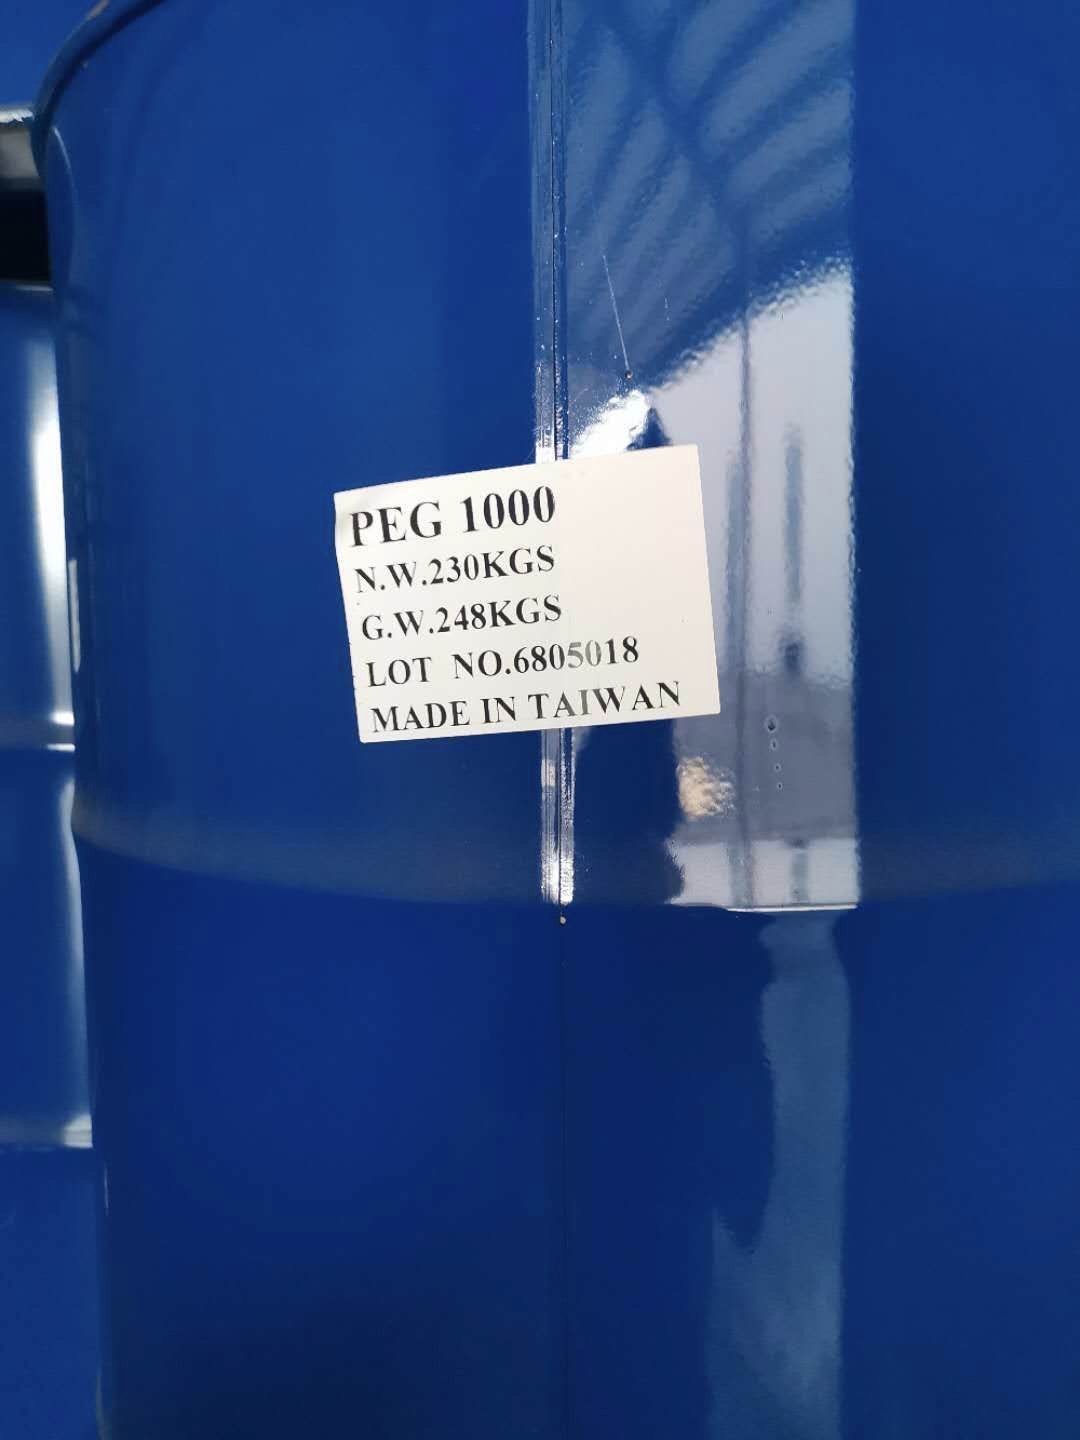 PEG 1000
N.W.230KGS
G.W.248KGS
LOT NO.6805018
MADE IN TAIWAN